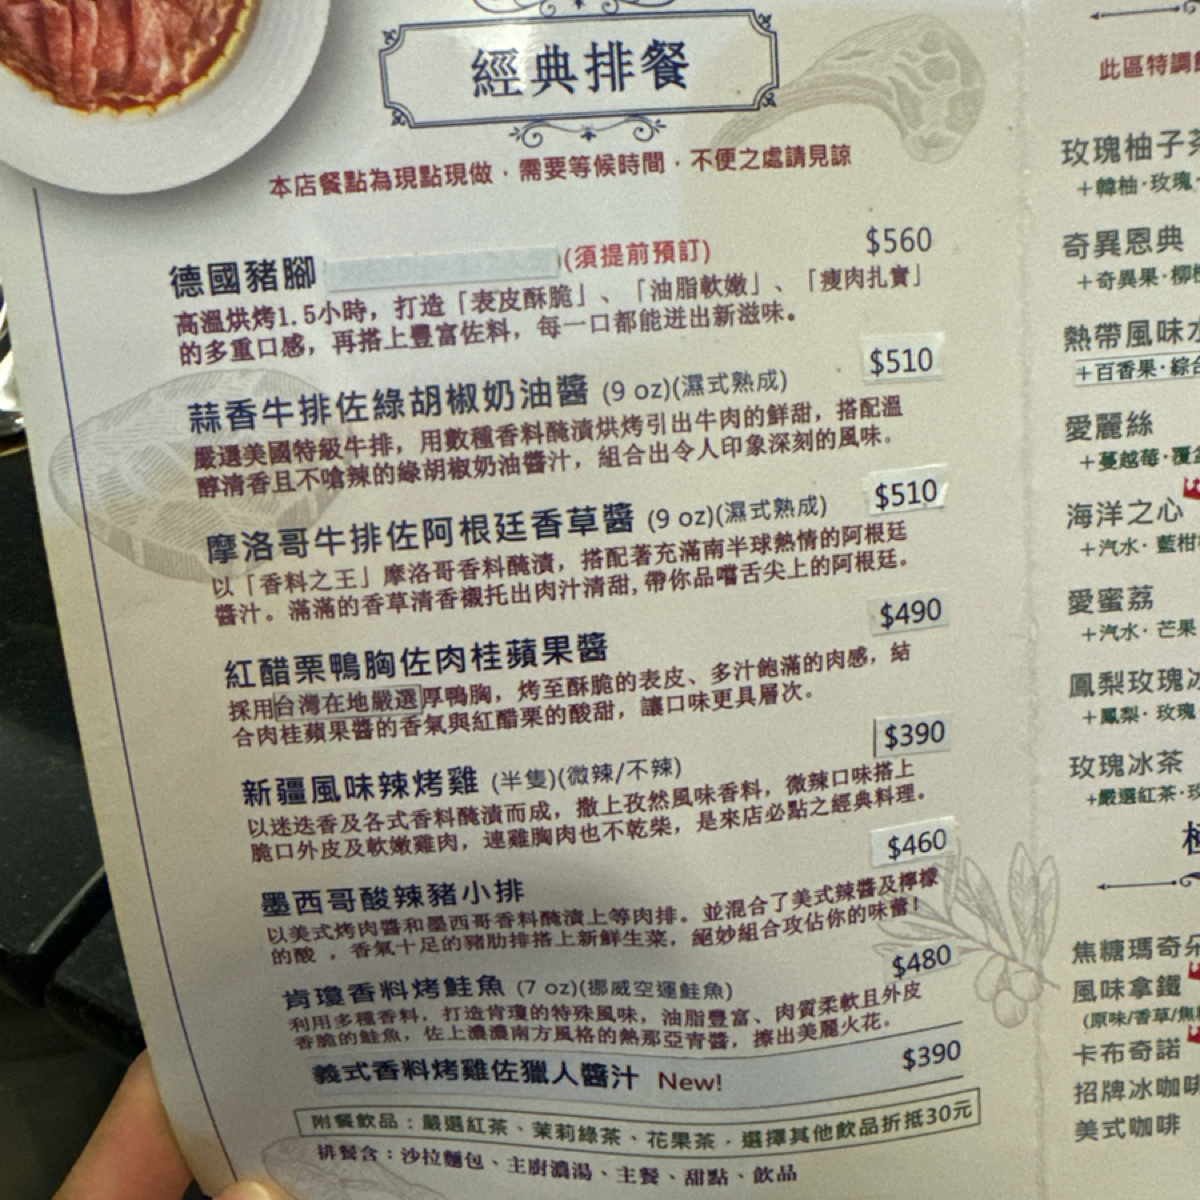 經典排餐
本店餐點為現點現做，需要等候時間，不便之處請見諒
德國豬腳 (須提前預訂) $560
高溫烘烤1.5小時，打造「表皮酥脆」、「油脂軟嫩」、「瘦肉扎實」
的多重口感，再搭上豐富佐料，每一口都能迸出新滋味。
蒜香牛排佐綠胡椒奶油醬 (9 oz)(濕式熟成) $510
嚴選美國特級牛排，用數種香料醃漬烘烤引出牛肉的鮮甜，搭配溫
醇清香且不嗆辣的綠胡椒奶油醬汁，組合出令人印象深刻的風味。
摩洛哥牛排佐阿根廷香草醬 (9 oz)(濕式熟成) $510
以「香料之王」摩洛哥香料醃漬，搭配著充滿南半球熱情的阿根廷
醬汁。滿滿的香草清香襯托出肉汁清甜,帶你品嚐舌尖上的阿根廷。
紅醋栗鴨胸佐肉桂蘋果醬 $490
採用台灣在地嚴選厚鴨胸，烤至酥脆的表皮、多汁飽滿的肉感，結
合肉桂蘋果醬的香氣與紅醋栗的酸甜，讓口味更具層次。
新疆風味辣烤雞 (半隻)(微辣/不辣) $390
以迷迭香及各式香料醃漬而成，撒上孜然風味香料，微辣口味搭上
脆口外皮及軟嫩雞肉，連雞胸肉也不乾柴，是來店必點之經典料理。
墨西哥酸辣豬小排 $460
以美式烤肉醬和墨西哥香料醃漬上等肉排。並混合了美式辣醬及檸檬
的酸，香氣十足的豬肋排搭上新鮮生菜，絕妙組合攻佔你的味蕾!
肯瓊香料烤鮭魚 (7 oz)(挪威空運鮭魚) $480
利用多種香料，打造肯瓊的特殊風味，油脂豐富、肉質柔軟且外皮
香脆的鮭魚，佐上濃濃南方風格的熱那亞青醬，擦出美麗火花。
義式香料烤雞佐獵人醬汁 New! $390
附餐飲品：嚴選紅茶、茉莉綠茶、花果茶，選擇其他飲品折抵30元
排餐含：沙拉麵包、主廚濃湯、主餐、甜點、飲品
此區特調
玫瑰柚子茶
+韓柚·玫瑰
奇異恩典
+奇異果·柳橙
熱帶風味水
+百香果·綜合
愛麗絲
+蔓越莓·覆盆
海洋之心
+汽水·藍柑
愛蜜荔
+汽水·芒果
鳳梨玫瑰冰
+鳳梨·玫瑰
玫瑰冰茶
+嚴選紅茶·玫
焦糖瑪奇朵
風味拿鐵
(原味/香草/焦糖
卡布奇諾
招牌冰咖啡
美式咖啡